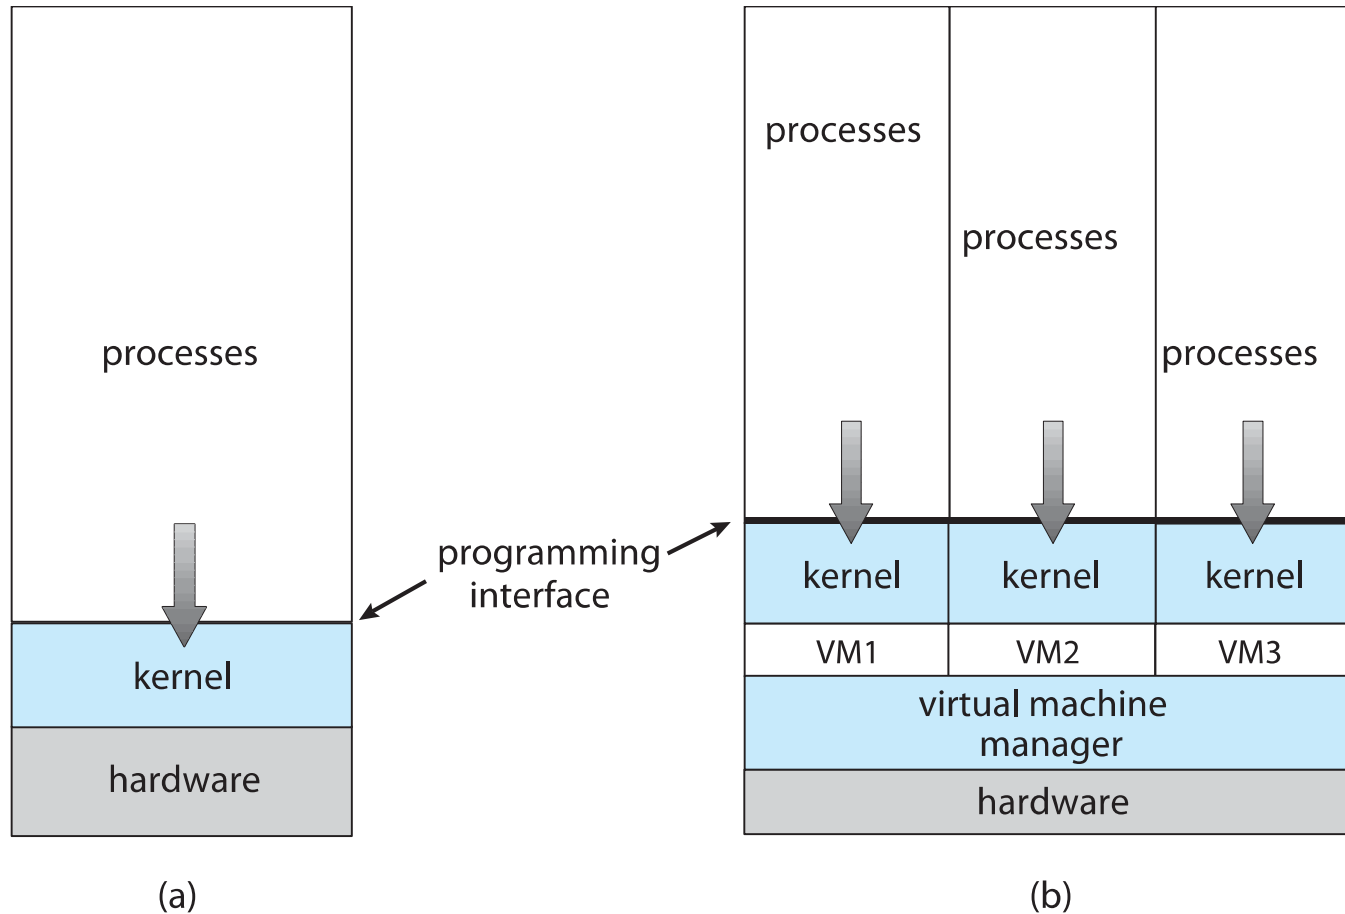 processes
kernel
hardware
(a)
programming
interface
processes
processes
processes
kernel
kernel
kernel
VM1
VM2
VM3
virtual machine
manager
hardware
(b)